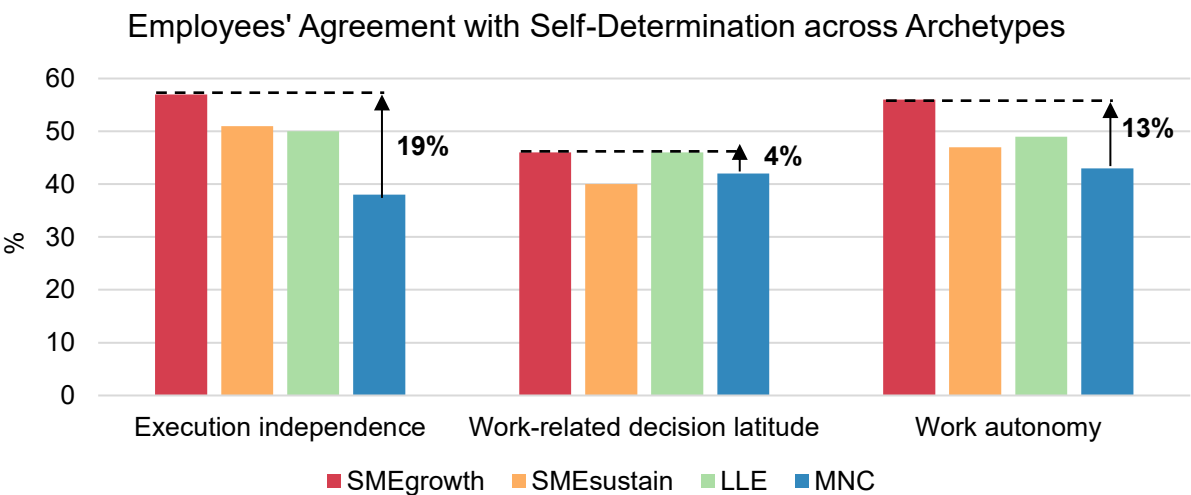 Employees' Agreement with Self-Determination across Archetypes
60
50
40
30
20
10
0
%
19%
4%
13%
Execution independence
Work-related decision latitude
Work autonomy
SMEgrowth SMEsustain LLE MNC